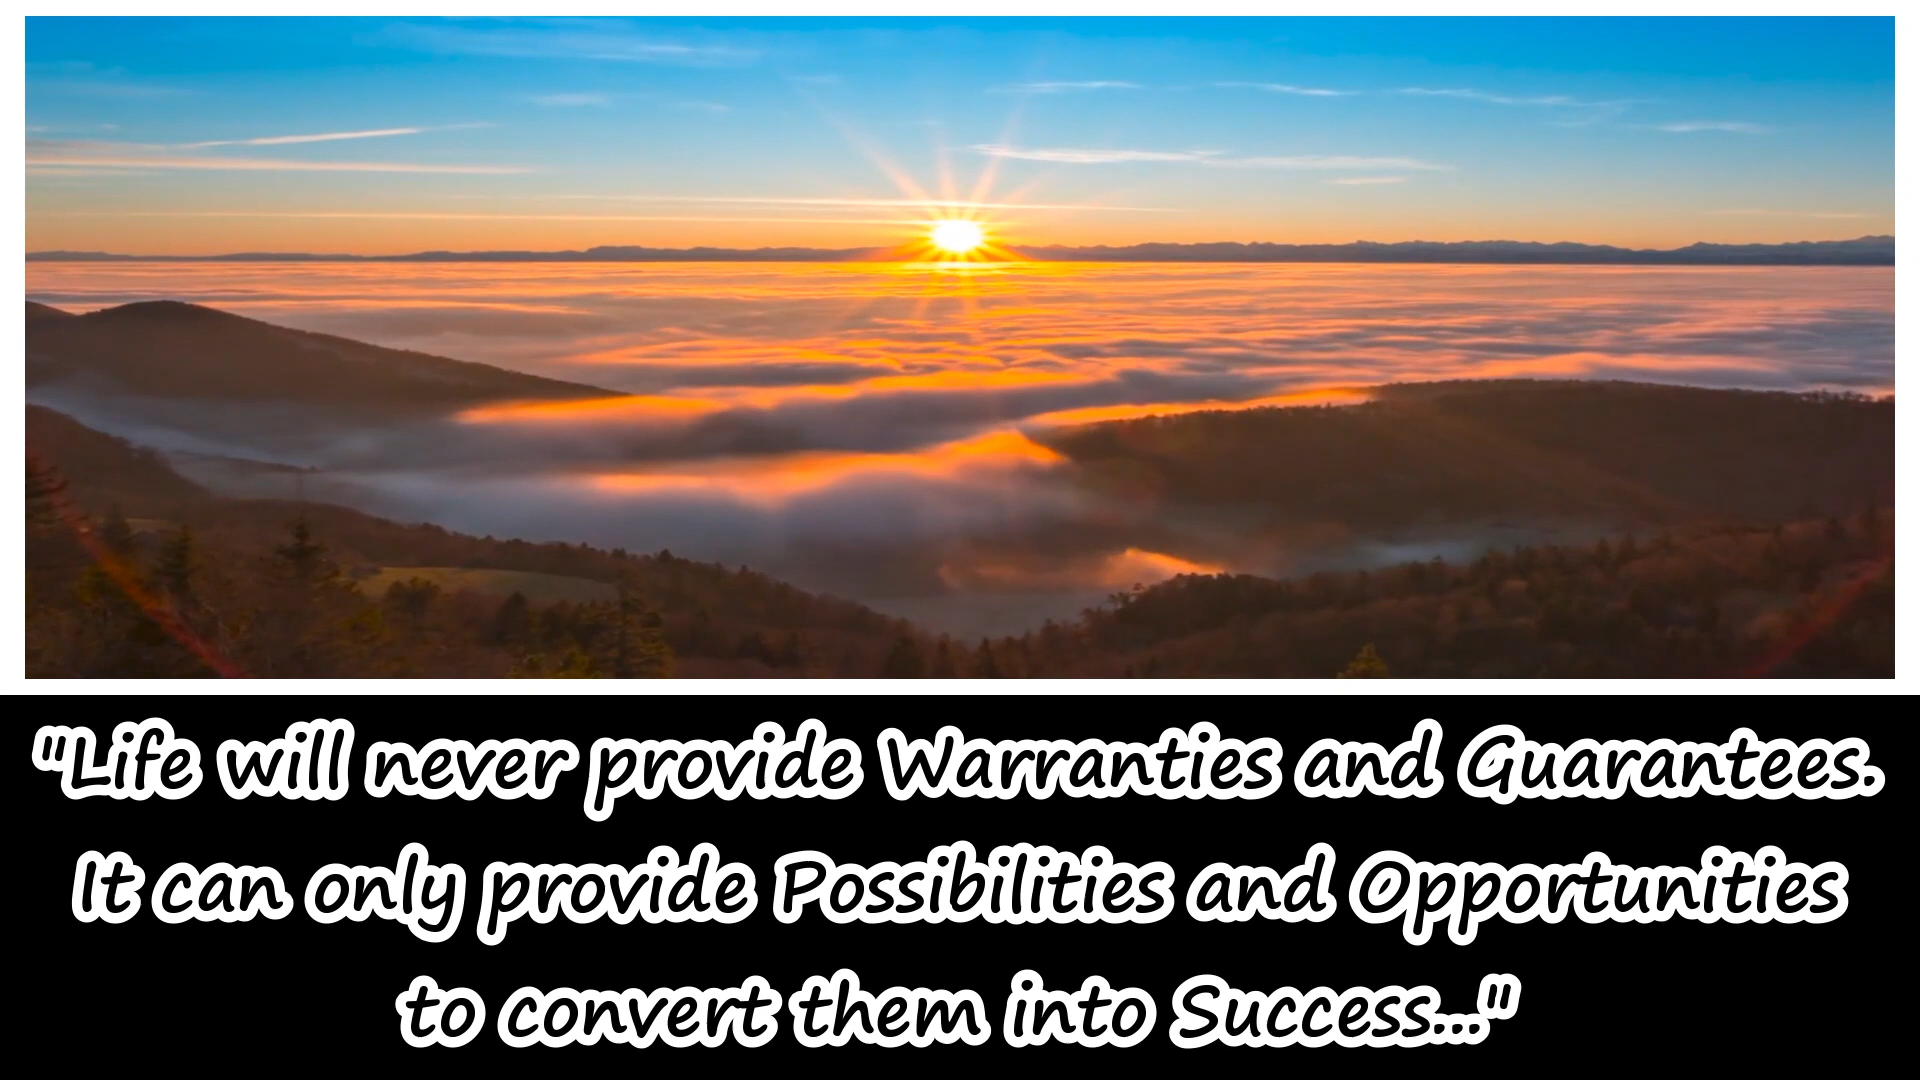 "Life will never provide Warranties and Guarantees.
It can only provide Possibilities and Opportunities
to convert them into Success..."